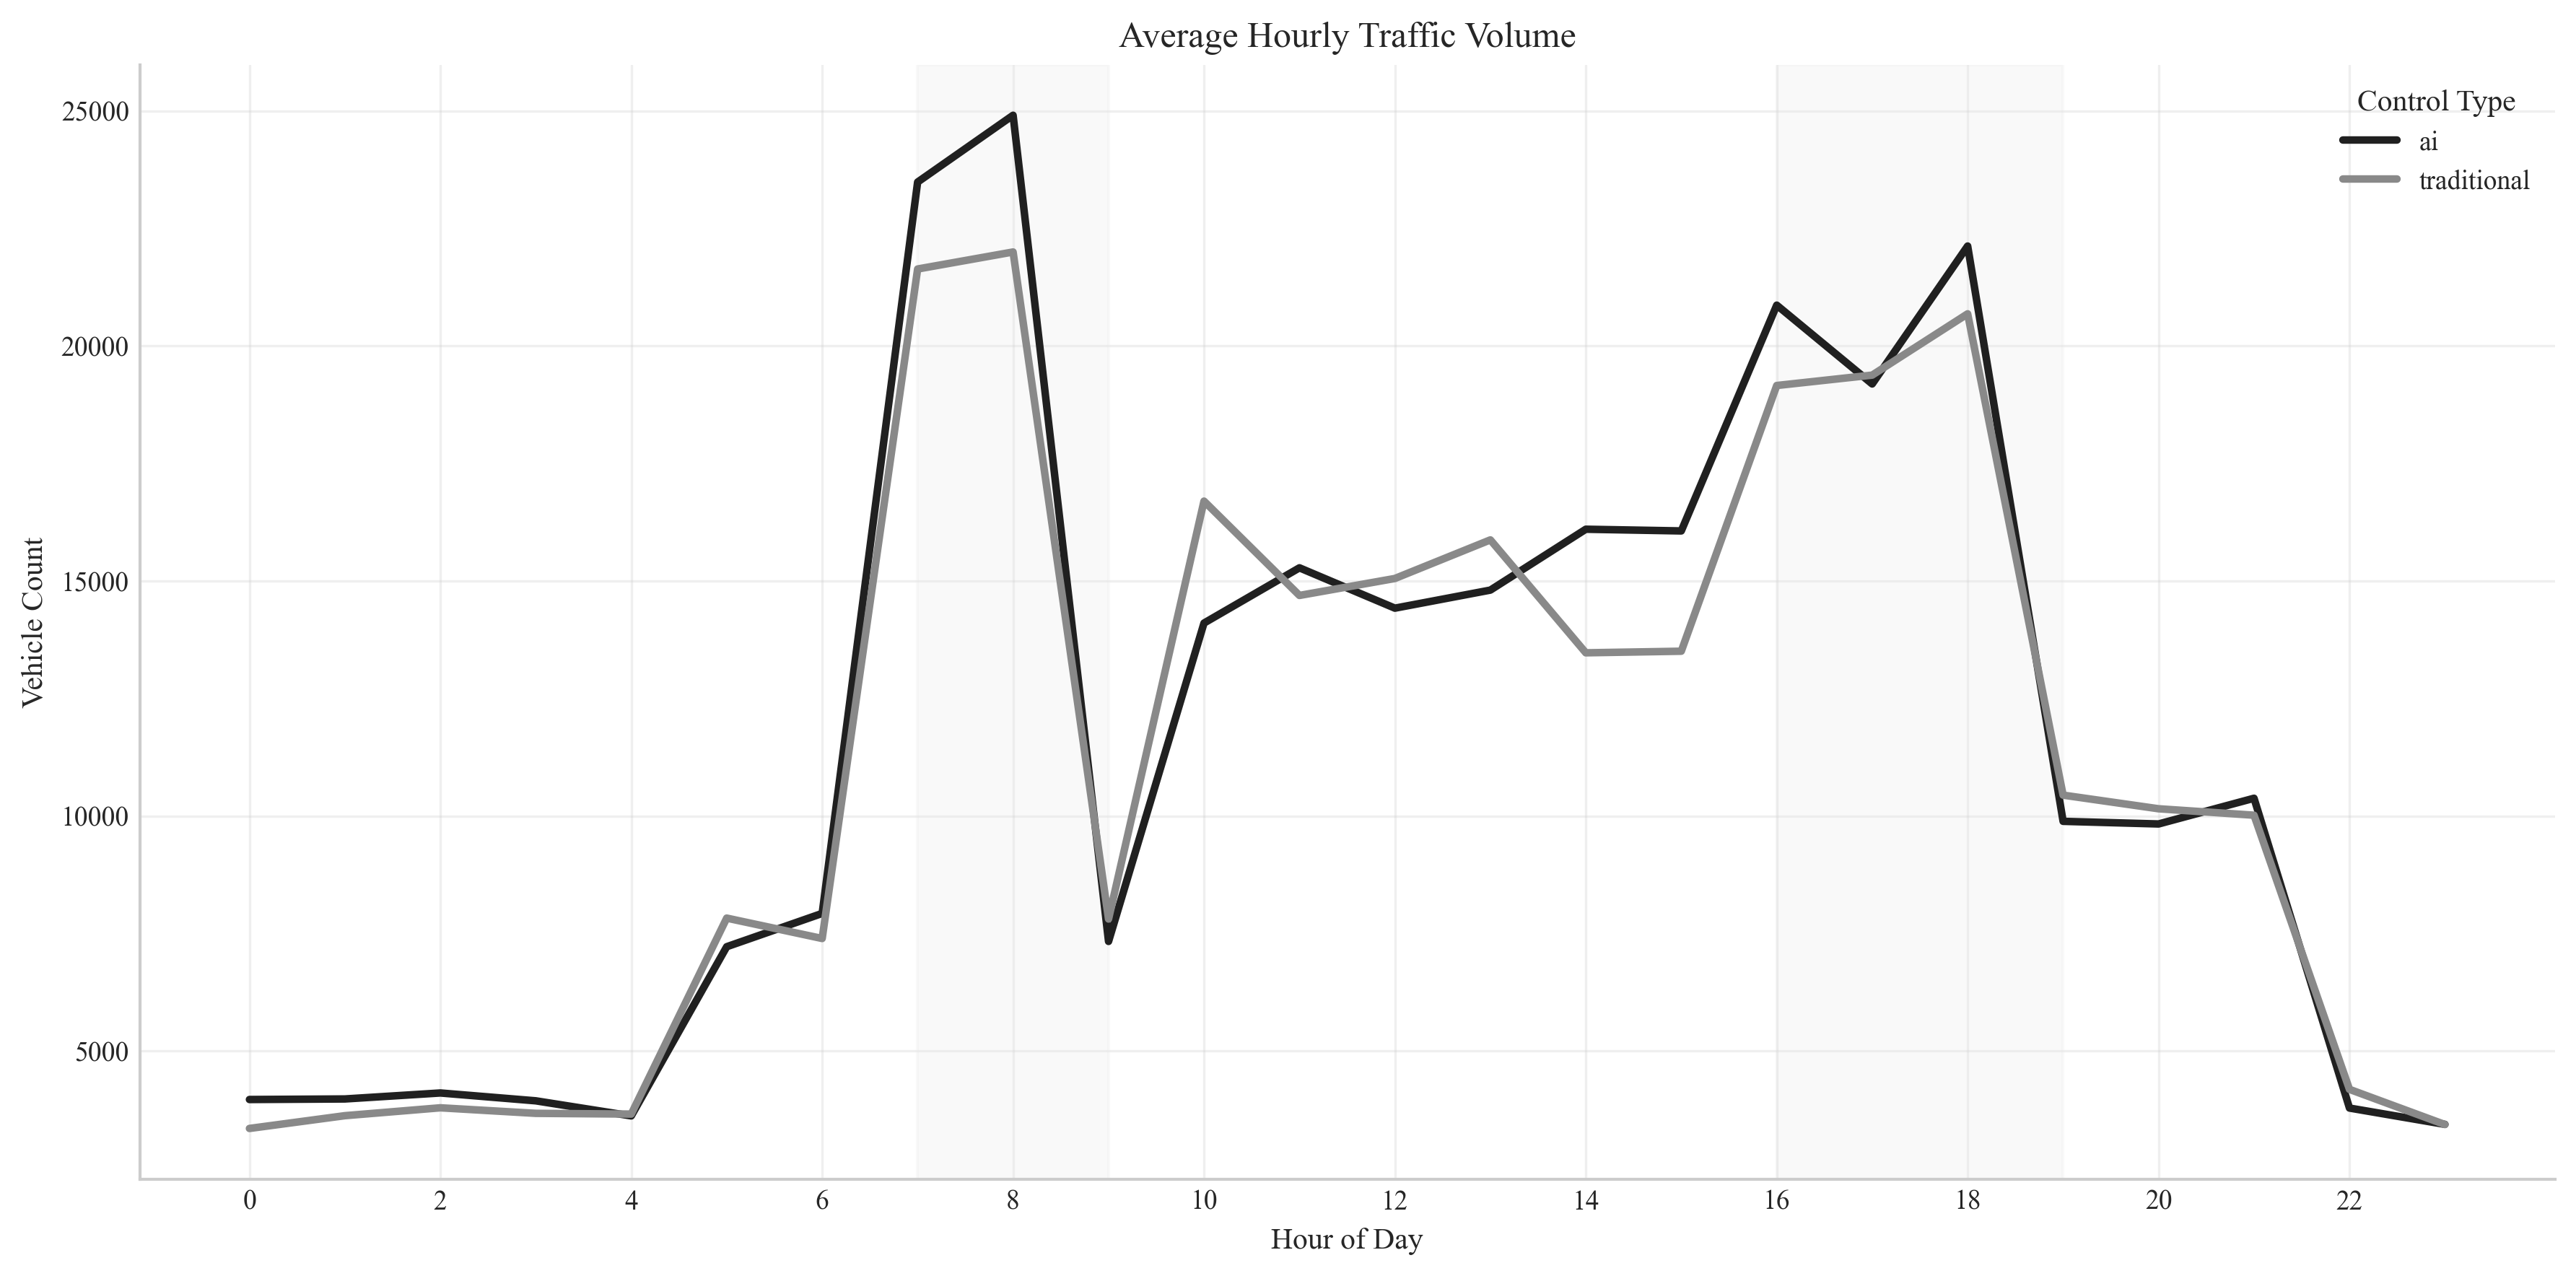 Average Hourly Traffic Volume
Control Type
ai
traditional
25000
20000
15000
10000
5000
Vehicle Count
0 2 4 6 8 10 12 14 16 18 20 22
Hour of Day